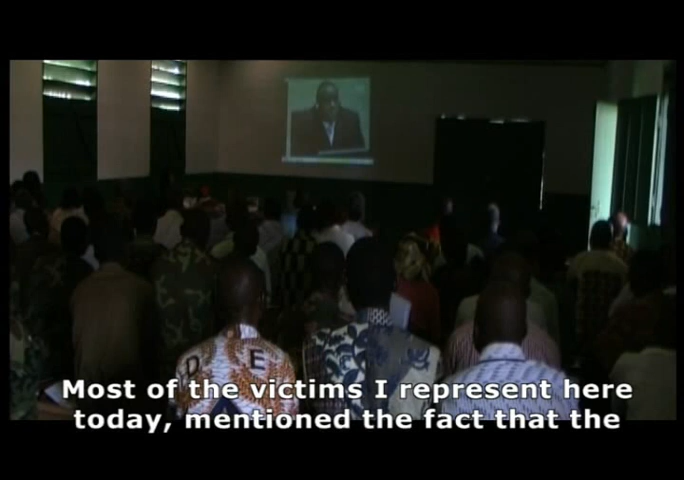 D E
Most of the victims I represent here
today, mentioned the fact that the